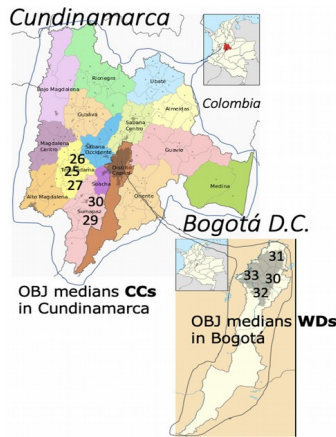 Cundinamarca
Rionegro
Ubaté
Bajo Magdalena
Almeidas
Colombia
Gualivá
Sabana
Centro
Magdalena
Centro
Sabana
Occidente
Guavio
26
Distrito
Capital
25
27
Soacha
Medina
Alto Magdalena
30
Oriente
Sumapaz
29
Bogotá D.C.
OBJ medians CCs
in Cundinamarca
31
33 30
32
OBJ medians WDs
in Bogotá